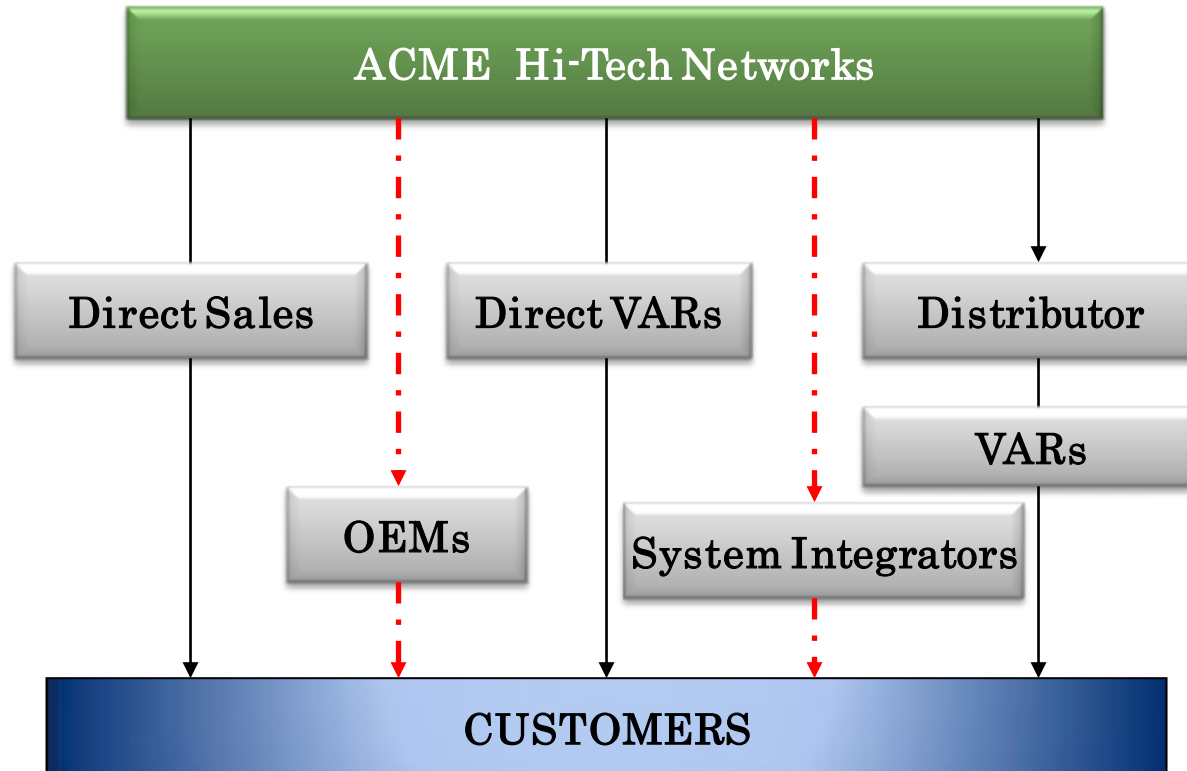 ACME Hi-Tech Networks
Direct Sales
Direct VARs
Distributor
VARs
OEMs
System Integrators
CUSTOMERS